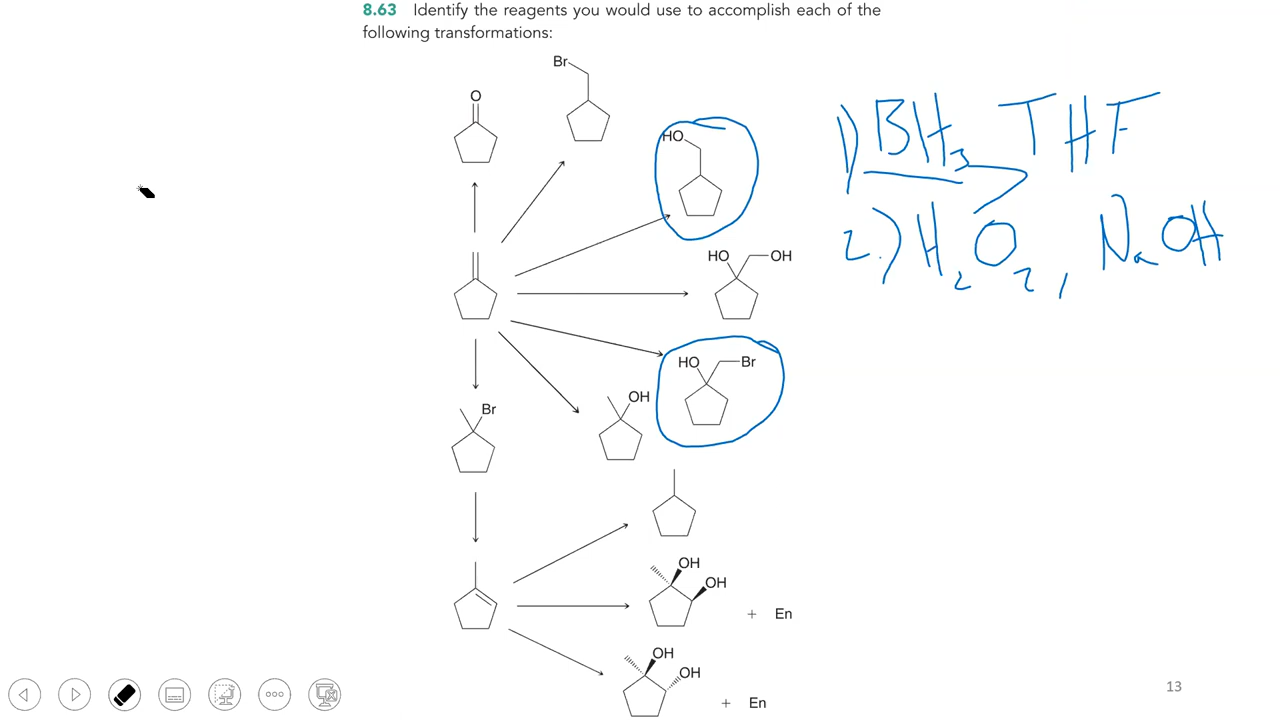 8.63 Identify the reagents you would use to accomplish each of the
following transformations:
Br
O
HO
1) BH3 THF
2.) H2O2, NaOH
HO OH
HO Br
Br
OH
OH
OH
+ En
OH
OH
+ En
13